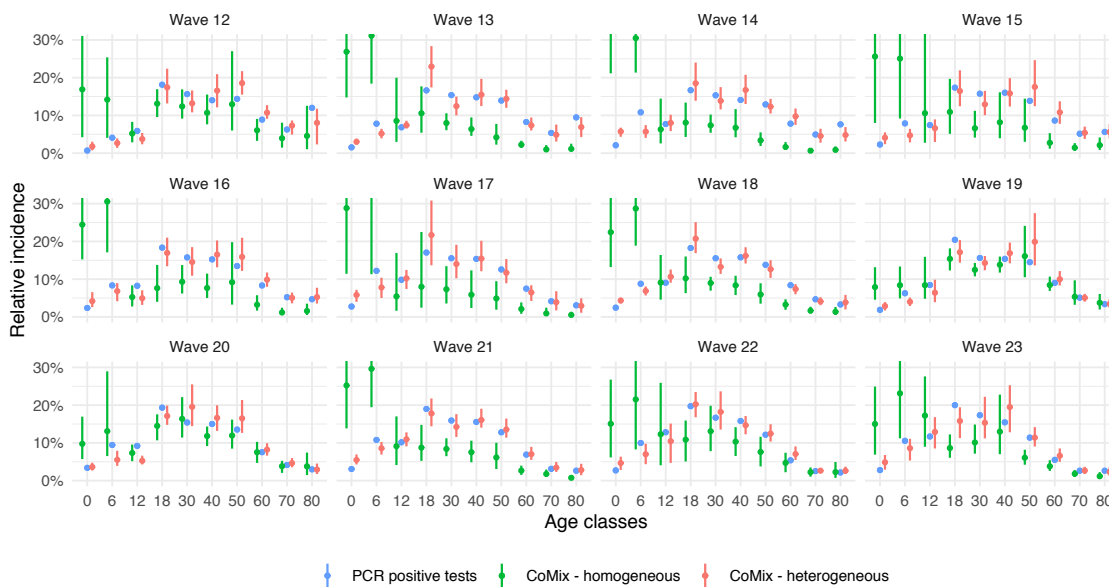 Wave 12 Wave 13 Wave 14 Wave 15
30%
20%
10%
0%
Wave 16 Wave 17 Wave 18 Wave 19
30%
20%
10%
0%
Wave 20 Wave 21 Wave 22 Wave 23
30%
20%
10%
0%
0 6 12 18 30 40 50 60 70 80 0 6 12 18 30 40 50 60 70 80 0 6 12 18 30 40 50 60 70 80 0 6 12 18 30 40 50 60 70 80
Relative incidence
Age classes
PCR positive tests CoMix - homogeneous CoMix - heterogeneous